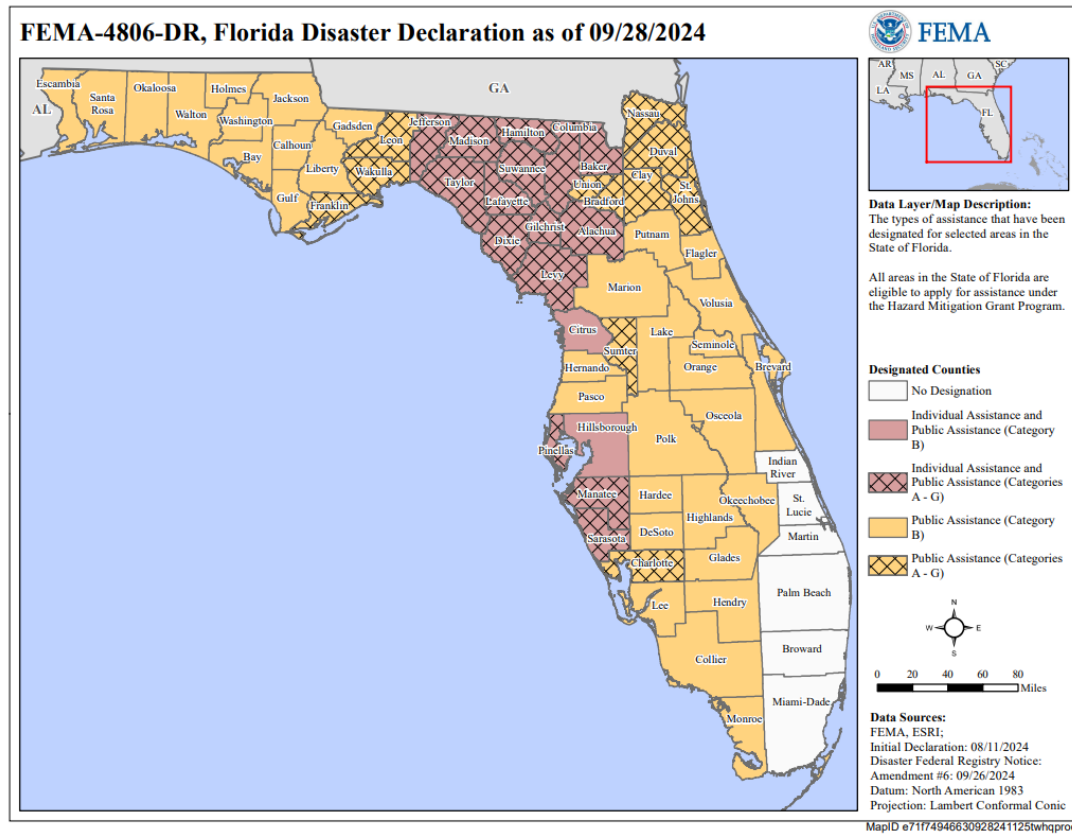 FEMA-4806-DR, Florida Disaster Declaration as of 09/28/2024
FEMA
AR
MS
AL
GA
SC
LA
FL
Data Layer/Map Description:
The types of assistance that have been
designated for selected areas in the
State of Florida.
All areas in the State of Florida are
eligible to apply for assistance under
the Hazard Mitigation Grant Program.
Designated Counties
No Designation
Individual Assistance and
Public Assistance (Category
B)
Individual Assistance and
Public Assistance (Categories
A - G)
Public Assistance (Category
B)
Public Assistance (Categories
A - G)
N
W
E
S
0 20 40 60 80
Miles
Data Sources:
FEMA, ESRI;
Initial Declaration: 08/11/2024
Disaster Federal Registry Notice:
Amendment #6: 09/26/2024
Datum: North American 1983
Projection: Lambert Conformal Conic
MapID e71f74946630928241125twhqprod
AL
GA
Escambia
Santa
Rosa
Okaloosa
Walton
Holmes
Washington
Jackson
Bay
Calhoun
Gulf
Liberty
Gadsden
Franklin
Leon
Wakulla
Jefferson
Madison
Taylor
Hamilton
Suwannee
Lafayette
Dixie
Columbia
Gilchrist
Levy
Baker
Union
Bradford
Alachua
Nassau
Duval
Clay
St.
Johns
Putnam
Flagler
Marion
Volusia
Citrus
Sumter
Lake
Seminole
Orange
Hernando
Pasco
Brevard
Osceola
Polk
Hillsborough
Pinellas
Indian
River
Manatee
Hardee
Okeechobee
Highlands
St.
Lucie
Sarasota
DeSoto
Martin
Charlotte
Glades
Palm Beach
Lee
Hendry
Broward
Collier
Miami-Dade
Monroe